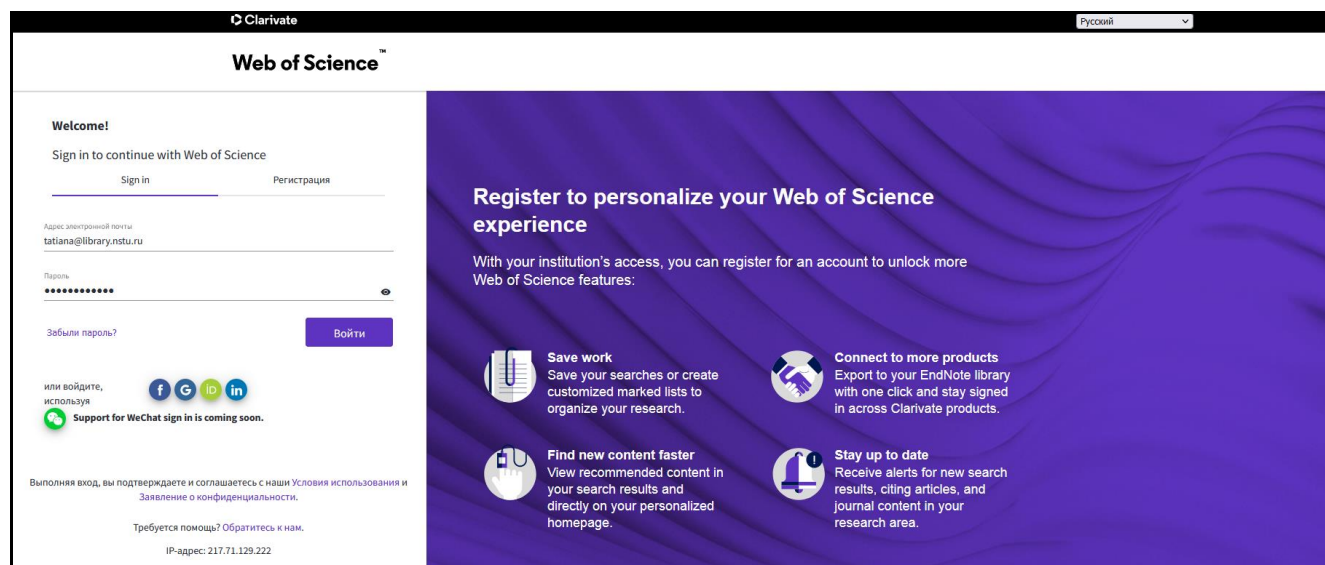 Clarivate
Русский
Web of Science™
Welcome!
Sign in to continue with Web of Science
Sign in
Регистрация
Адрес электронной почты
tatiana@library.nstu.ru
Пароль
••••••••••••
Забыли пароль?
Войти
или войдите,
используя
f G iD in
Support for WeChat sign in is coming soon.
Выполняя вход, вы подтверждаете и соглашаетесь с наши Условия использования и
Заявление о конфиденциальности.
Требуется помощь? Обратитесь к нам.
IP-адрес: 217.71.129.222
Register to personalize your Web of Science
experience
With your institution's access, you can register for an account to unlock more
Web of Science features:
Save work
Save your searches or create
customized marked lists to
organize your research.
Connect to more products
Export to your EndNote library
with one click and stay signed
in across Clarivate products.
Find new content faster
View recommended content in
your search results and
directly on your personalized
homepage.
Stay up to date
Receive alerts for new search
results, citing articles, and
journal content in your
research area.